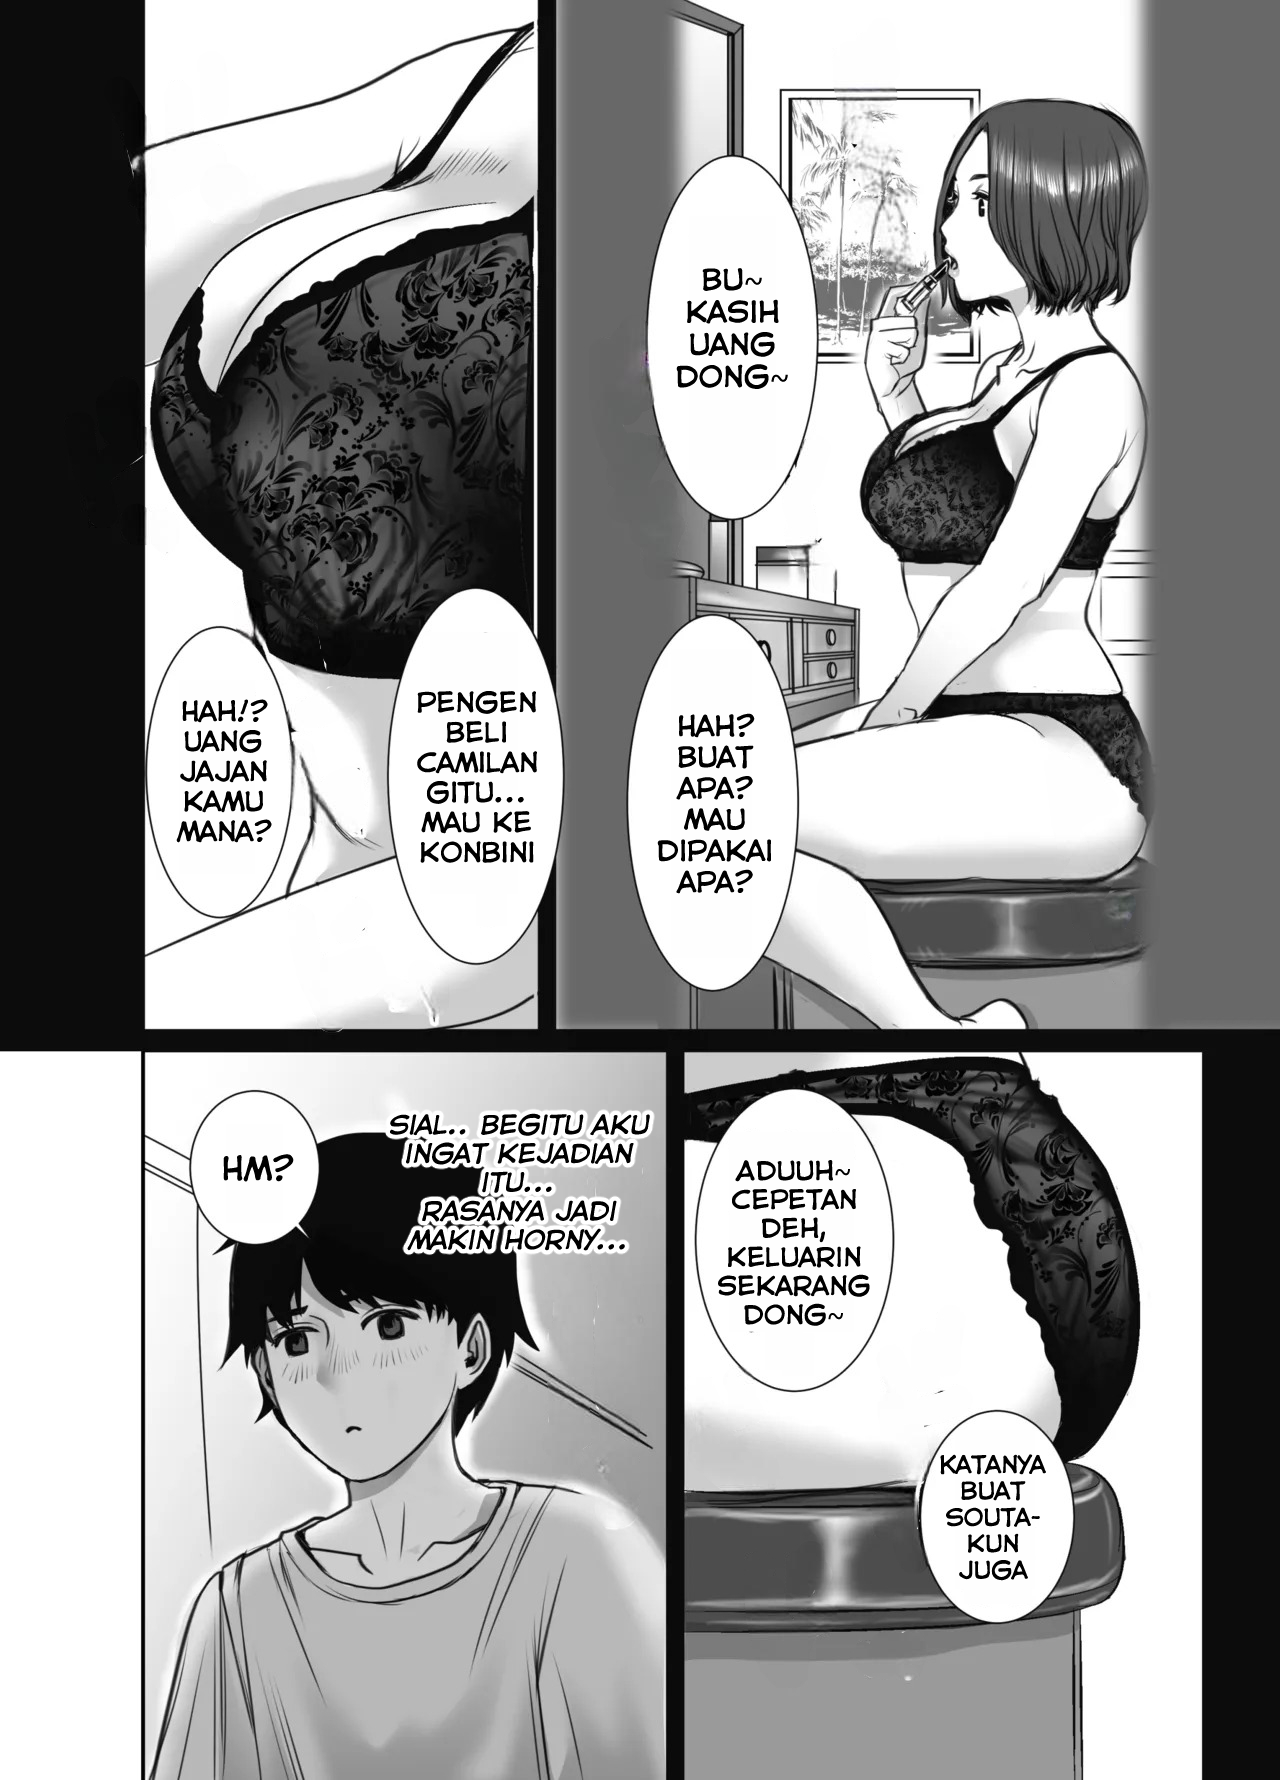 BU~
KASIH
UANG
DONG~
HAH?
BUAT
APA?
MAU
DIPAKAI
APA?
PENGEN
BELI
CAMILAN
GITU...
MAU KE
KONBINI
HAH!?
UANG
JAJAN
KAMU
MANA?
ADUUH~
CEPETAN
DEH,
KELUARIN
SEKARANG
DONG~
KATANYA
BUAT
SOUTA-
KUN
JUGA
SIAL.. BEGITU AKU
INGAT KEJADIAN
ITU...
RASANYA JADI
MAKIN HORNY...
HM?